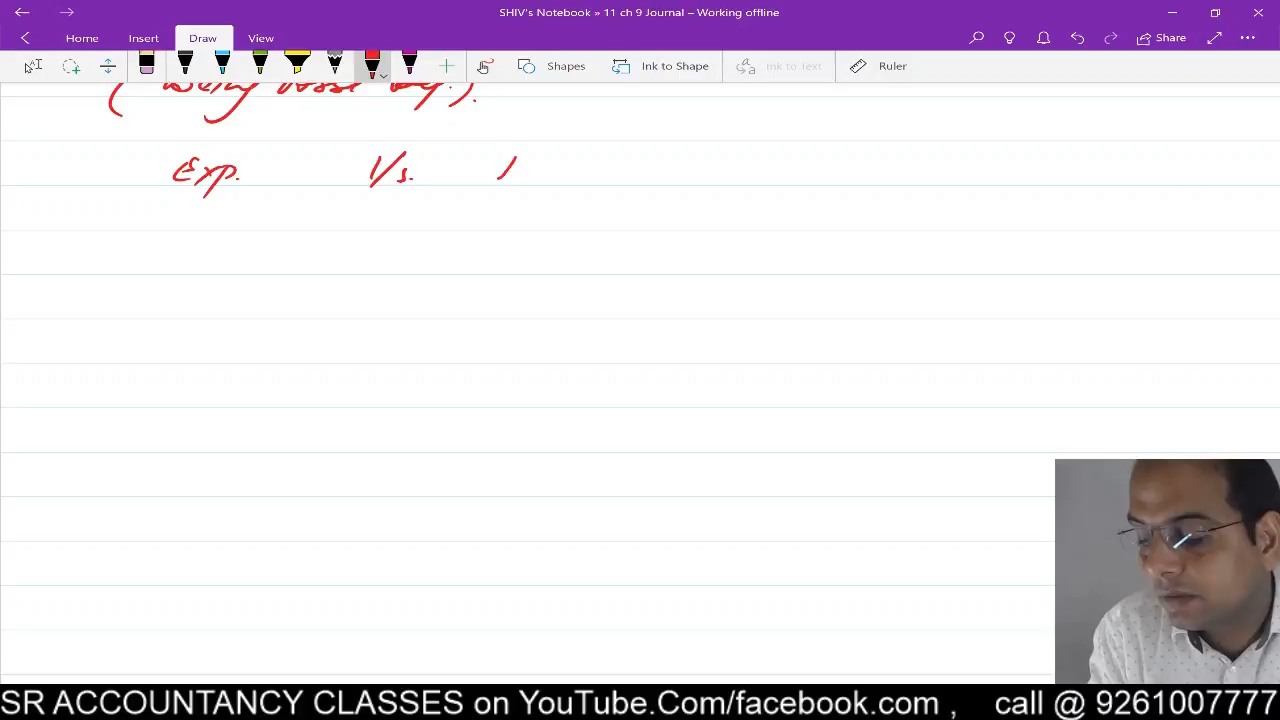 SHIV's Notebook » 11 ch 9 Journal – Working offline
Home Insert Draw View Share
Shapes Ink to Shape Ink to Text Ruler
( Being
Exp. V/s.
SR ACCOUNTANCY CLASSES on YouTube.Com/facebook.com , call @ 9261007777